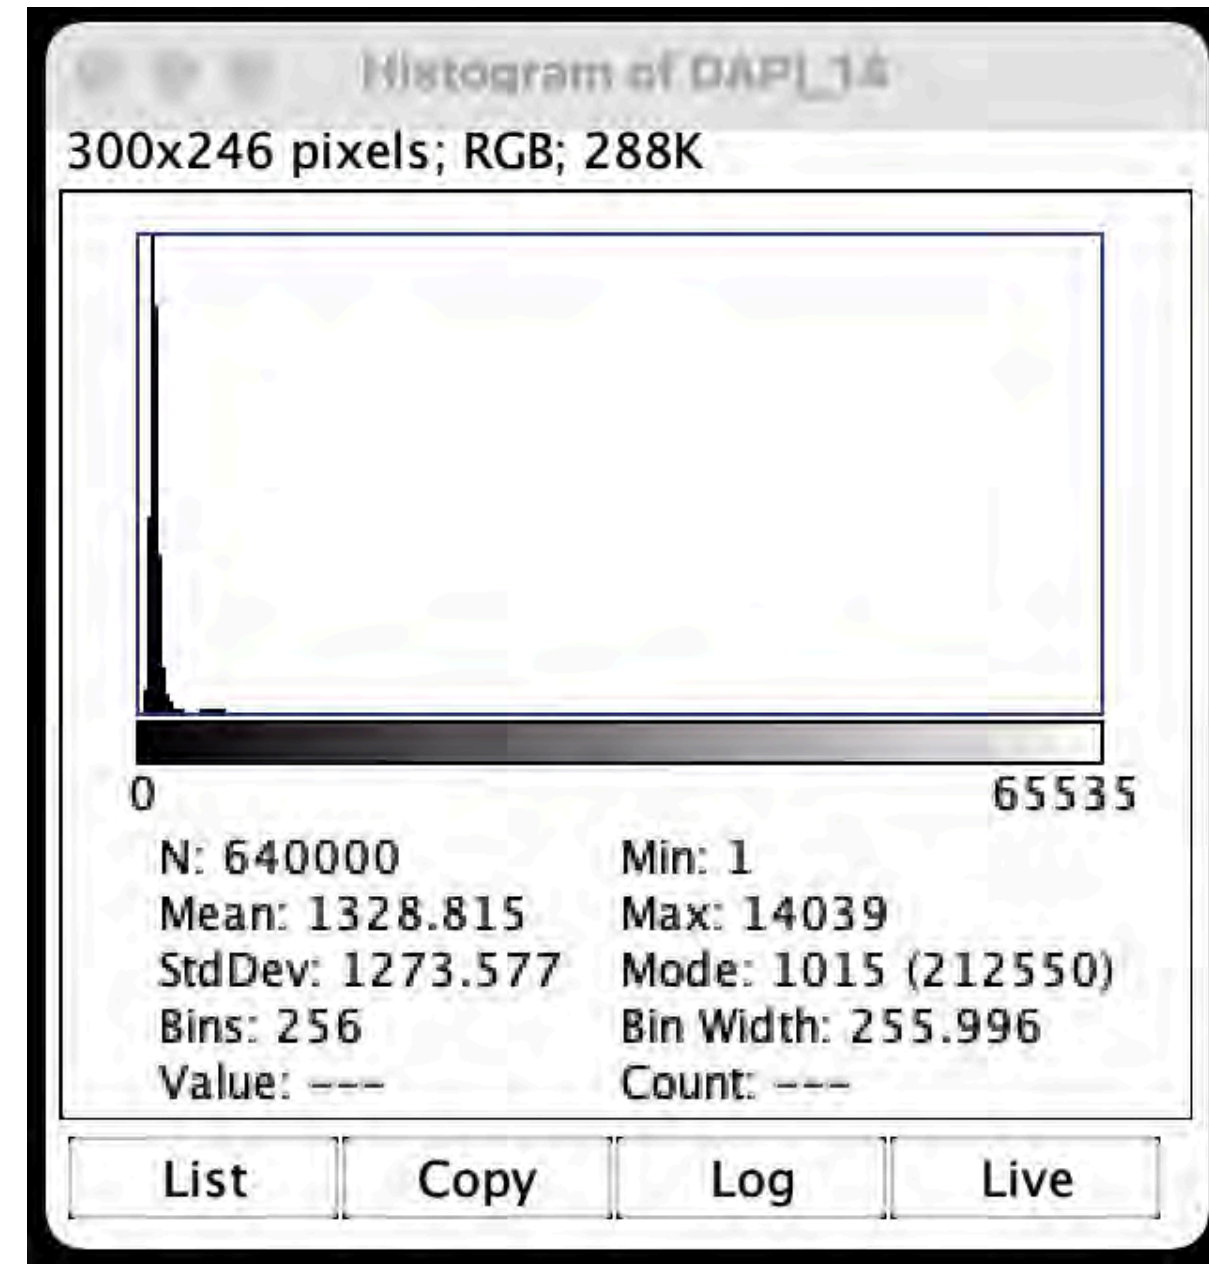 Histogram of DAPI_14
300x246 pixels; RGB; 288K
0 65535
N: 640000 Min: 1
Mean: 1328.815 Max: 14039
StdDev: 1273.577 Mode: 1015 (212550)
Bins: 256 Bin Width: 255.996
Value: --- Count: ---
List Copy Log Live